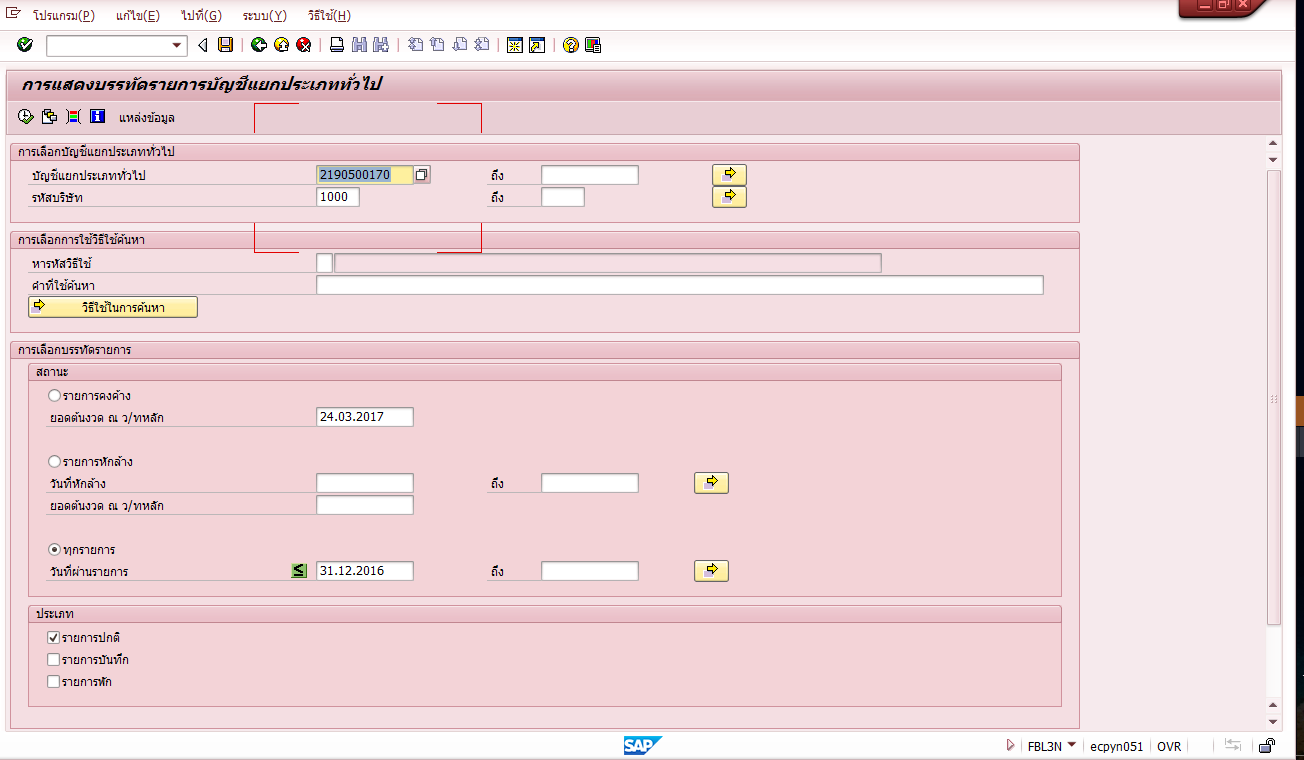 โปรแกรม(P) แก้ไข(E) ไปที่(G) ระบบ(Y) วิธีใช้(H)
การแสดงบรรทัดรายการบัญชีแยกประเภททั่วไป
แหล่งข้อมูล
การเลือกบัญชีแยกประเภททั่วไป
บัญชีแยกประเภททั่วไป 2190500170 ถึง
รหัสบริษัท 1000 ถึง
การเลือกการใช้วิธีใช้ค้นหา
หารหัสวิธีใช้
คำที่ใช้ค้นหา
วิธีใช้ในการค้นหา
การเลือกบรรทัดรายการ
สถานะ
รายการคงค้าง
ยอดต้นงวด ณ ว/ทหลัก 24.03.2017
รายการหักล้าง
วันที่หักล้าง ถึง
ยอดต้นงวด ณ ว/ทหลัก
ทุกรายการ
วันที่ผ่านรายการ ≤ 31.12.2016 ถึง
ประเภท
รายการปกติ
รายการบันทึก
รายการพัก
SAP FBL3N ecpyn051 OVR